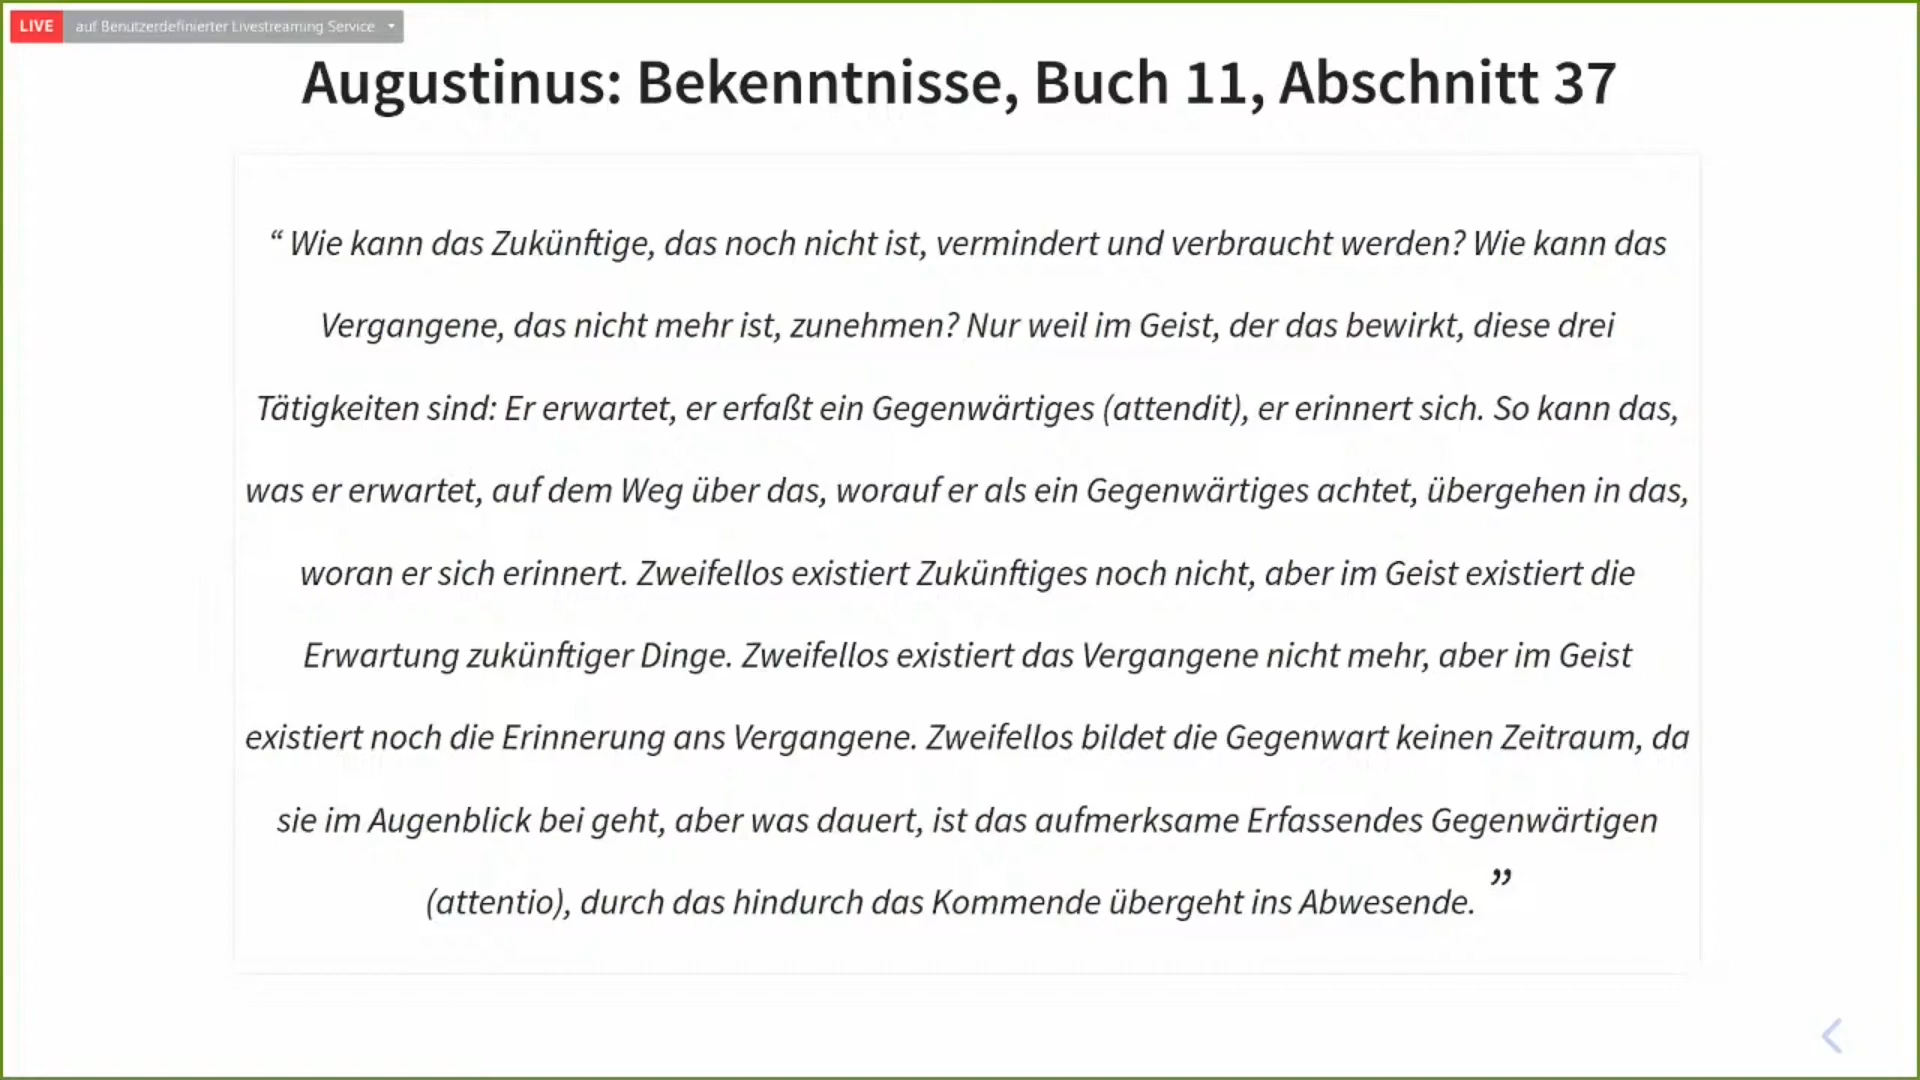 LIVE auf Benutzerdefinierter Livestreaming Service
Augustinus: Bekenntnisse, Buch 11, Abschnitt 37
“ Wie kann das Zukünftige, das noch nicht ist, vermindert und verbraucht werden? Wie kann das
Vergangene, das nicht mehr ist, zunehmen? Nur weil im Geist, der das bewirkt, diese drei
Tätigkeiten sind: Er erwartet, er erfaßt ein Gegenwärtiges (attendit), er erinnert sich. So kann das,
was er erwartet, auf dem Weg über das, worauf er als ein Gegenwärtiges achtet, übergehen in das,
woran er sich erinnert. Zweifellos existiert Zukünftiges noch nicht, aber im Geist existiert die
Erwartung zukünftiger Dinge. Zweifellos existiert das Vergangene nicht mehr, aber im Geist
existiert noch die Erinnerung ans Vergangene. Zweifellos bildet die Gegenwart keinen Zeitraum, da
sie im Augenblick bei geht, aber was dauert, ist das aufmerksame Erfassendes Gegenwärtigen
(attentio), durch das hindurch das Kommende übergeht ins Abwesende. ”